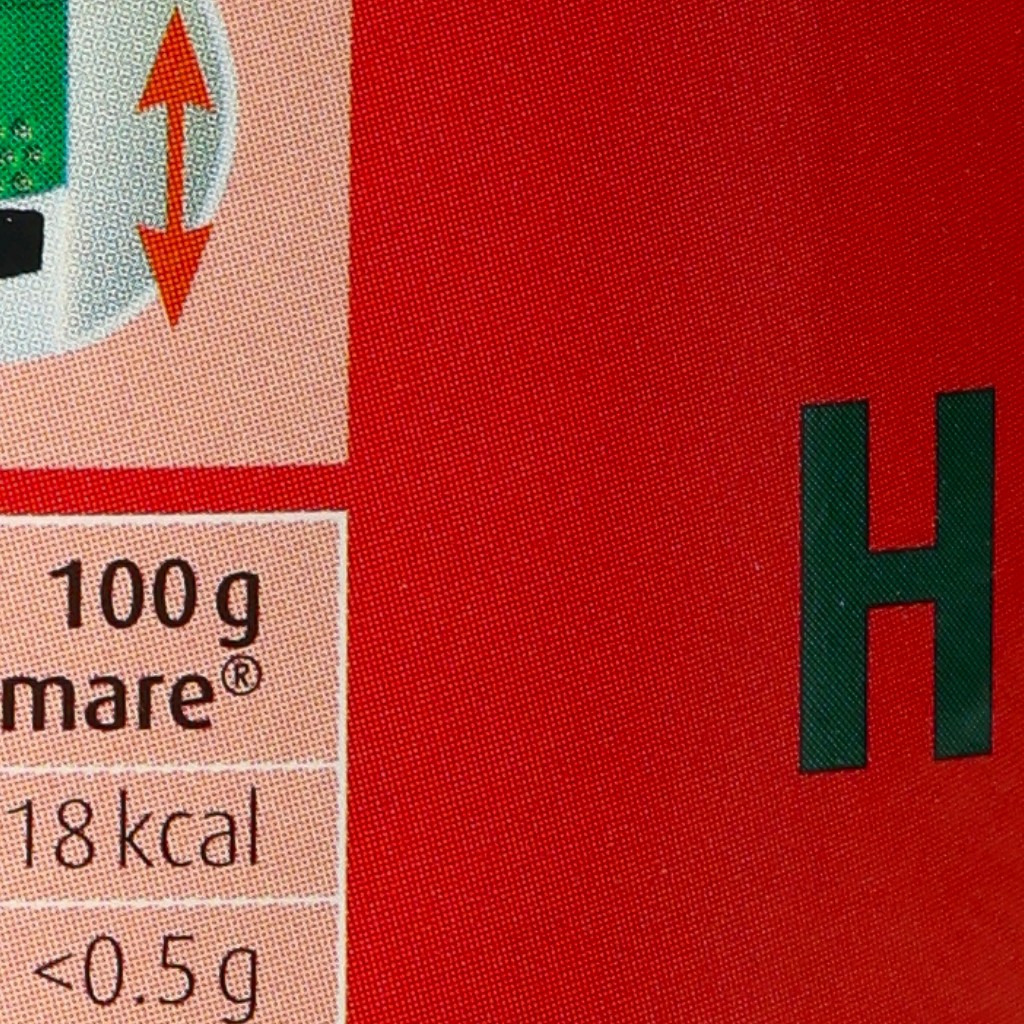 100 g
mare®
18 kcal
<0.5 g
H